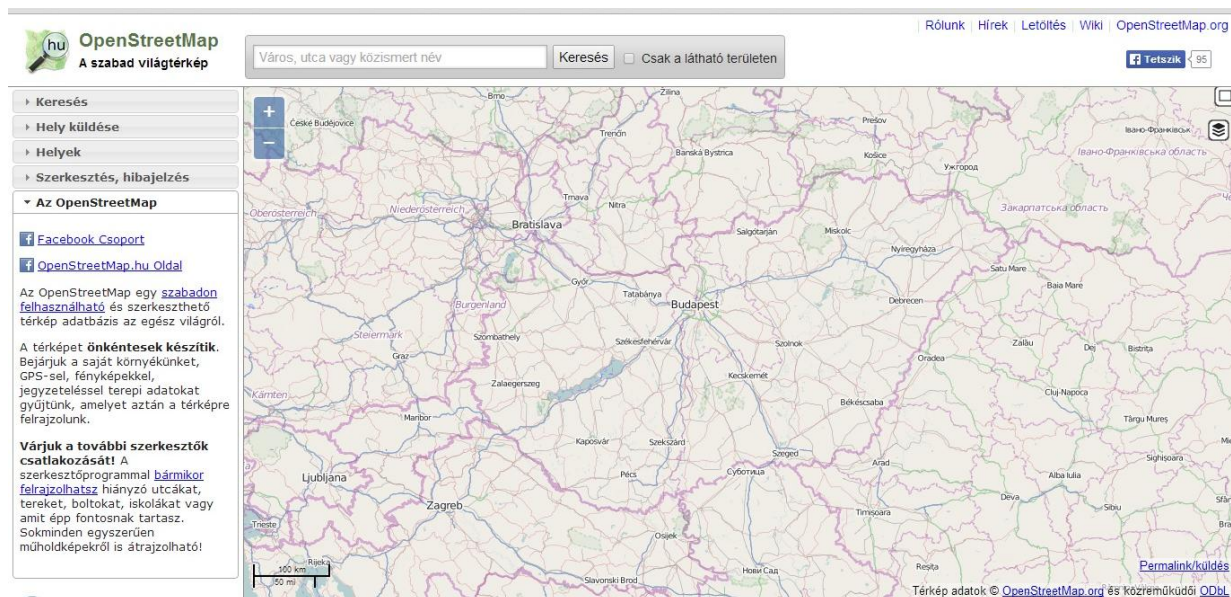 Rólunk Hírek Letöltés Wiki OpenStreetMap.org
hu
OpenStreetMap
A szabad világtérkép
Város, utca vagy közismert név Keresés Csak a látható területen
Tetszik 95
Keresés
Hely küldése
Helyek
Szerkesztés, hibajelzés
Az OpenStreetMap
Facebook Csoport
OpenStreetMap.hu Oldal
Az OpenStreetMap egy szabadon
felhasználható és szerkeszthető
térkép adatbázis az egész világról.
A térképet önkéntesek készítik.
Bejárjuk a saját környékünket,
GPS-sel, fényképekkel,
jegyzeteléssel terepi adatokat
gyűjtünk, amelyet aztán a térképre
felrajzolunk.
Várjuk a további szerkesztők
csatlakozását! A
szerkesztőprogrammal bármikor
felrajzolhatsz hiányzó utcákat,
tereket, boltokat, iskolákat vagy
amit épp fontosnak tartasz.
Sokminden egyszerűen
műholdképekről is átrajzolható!
+
−
Brno
Žilina
České Budějovice
Trenčín
Prešov
Івано-Франківськ
Banská Bystrica
Košice
Ужгород
Івано-Франківська область
Trnava
Nitra
Закарпатська область
Oberösterreich
Niederösterreich
Bratislava
Salgótarján
Miskolc
Nyíregyháza
Satu Mare
Győr
Tatabánya
Budapest
Baia Mare
Burgenland
Debrecen
Steiermark
Szombathely
Székesfehérvár
Szolnok
Zalău
Dej
Bistrița
Graz
Oradea
Zalaegerszeg
Kecskemét
Kärnten
Békéscsaba
Cluj-Napoca
Maribor
Târgu Mureș
Kaposvár
Szekszárd
Szeged
Arad
Sighișoara
Ljubljana
Pécs
Суботица
Alba Iulia
Deva
Sibiu
Zagreb
Timișoara
Trieste
Osijek
Rijeka
Slavonski Brod
Нови Сад
Reșița
100 km
50 mi
Permalink/küldés
Térkép adatok © OpenStreetMap.org és közreműködői ODbL